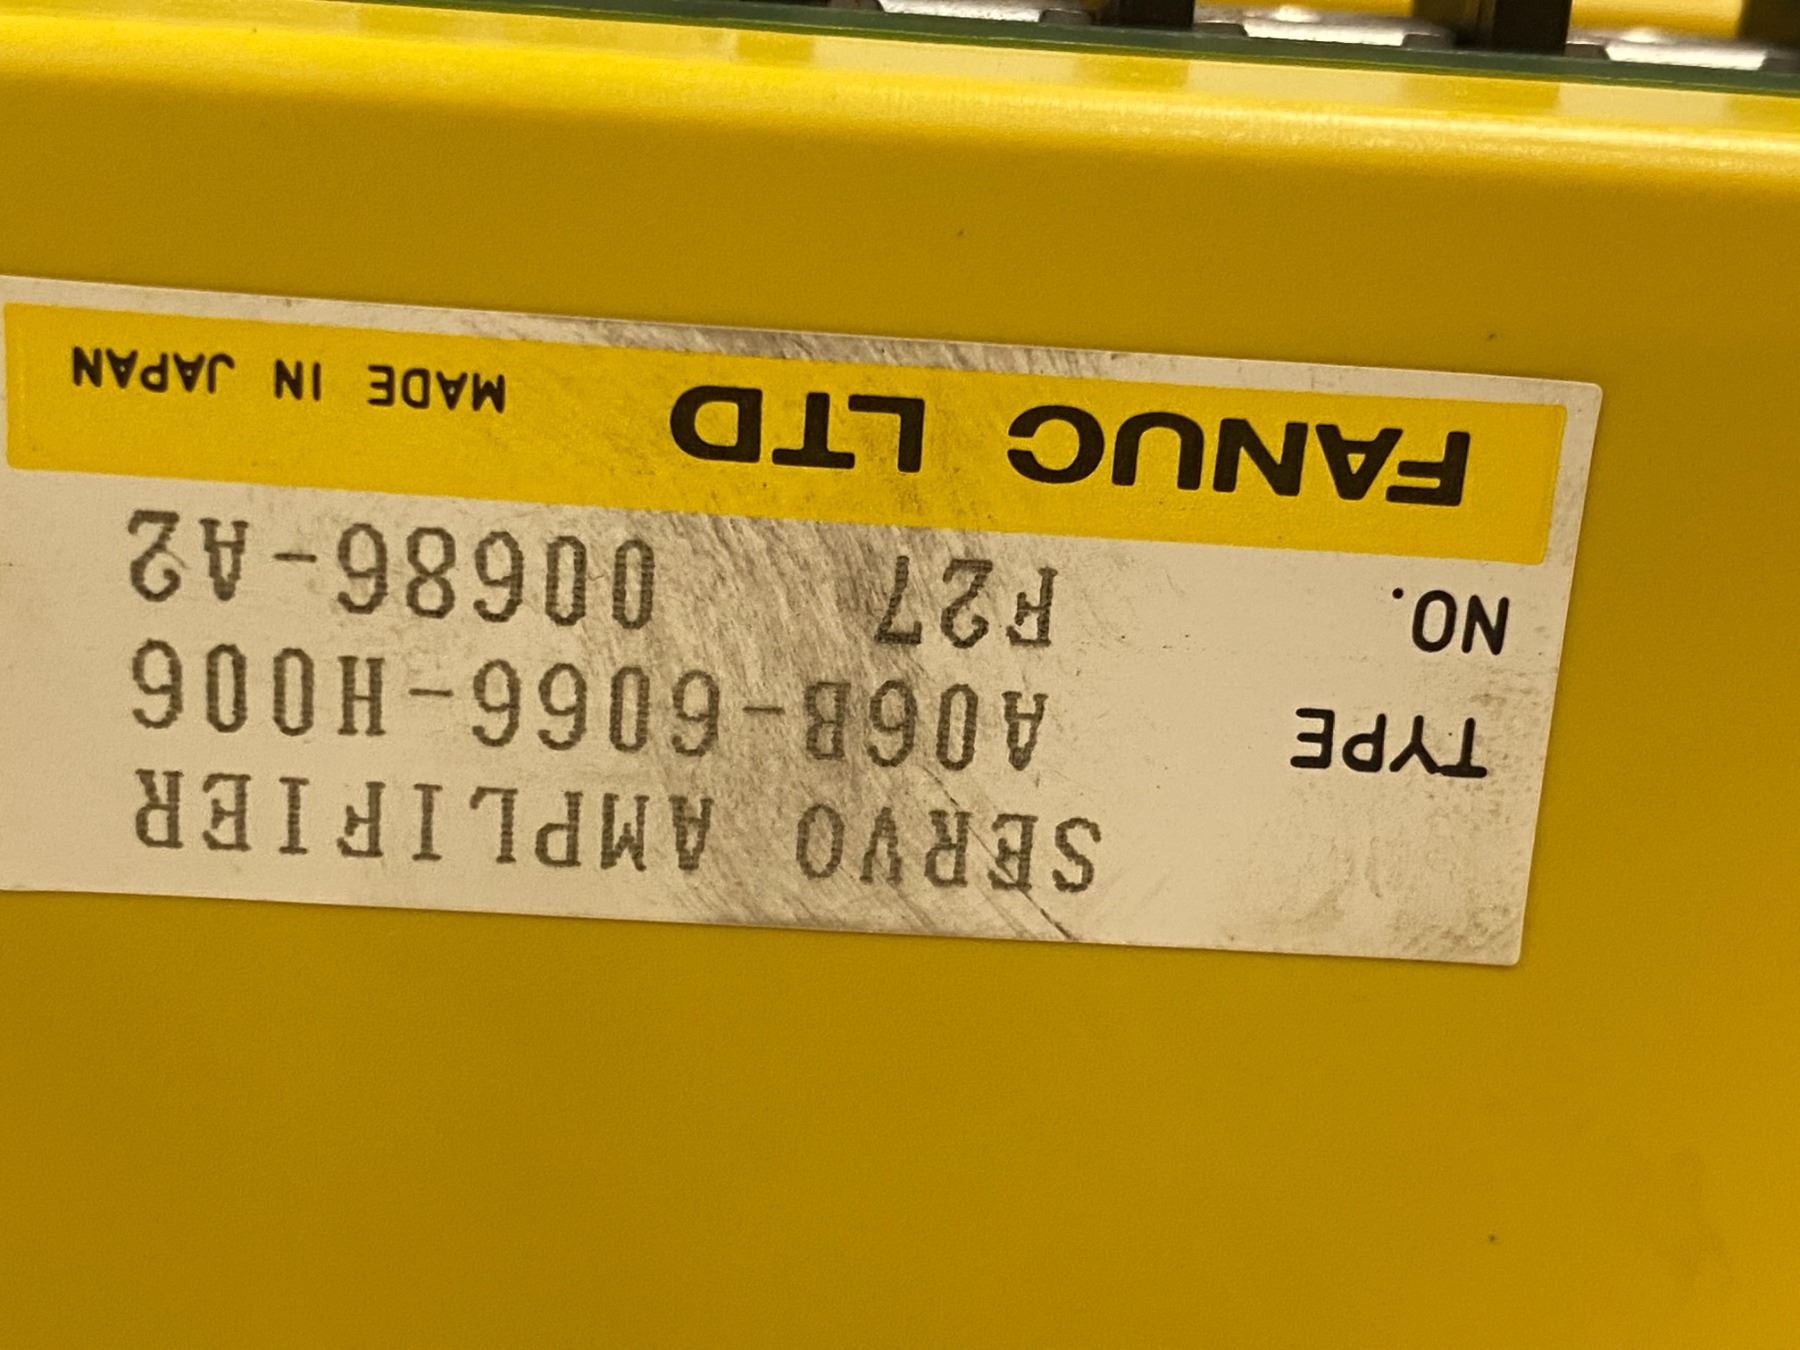 SERVO AMPLIFIER
TYPE A06B-6066-H006
NO. F27 00686-A2
FANUC LTD MADE IN JAPAN